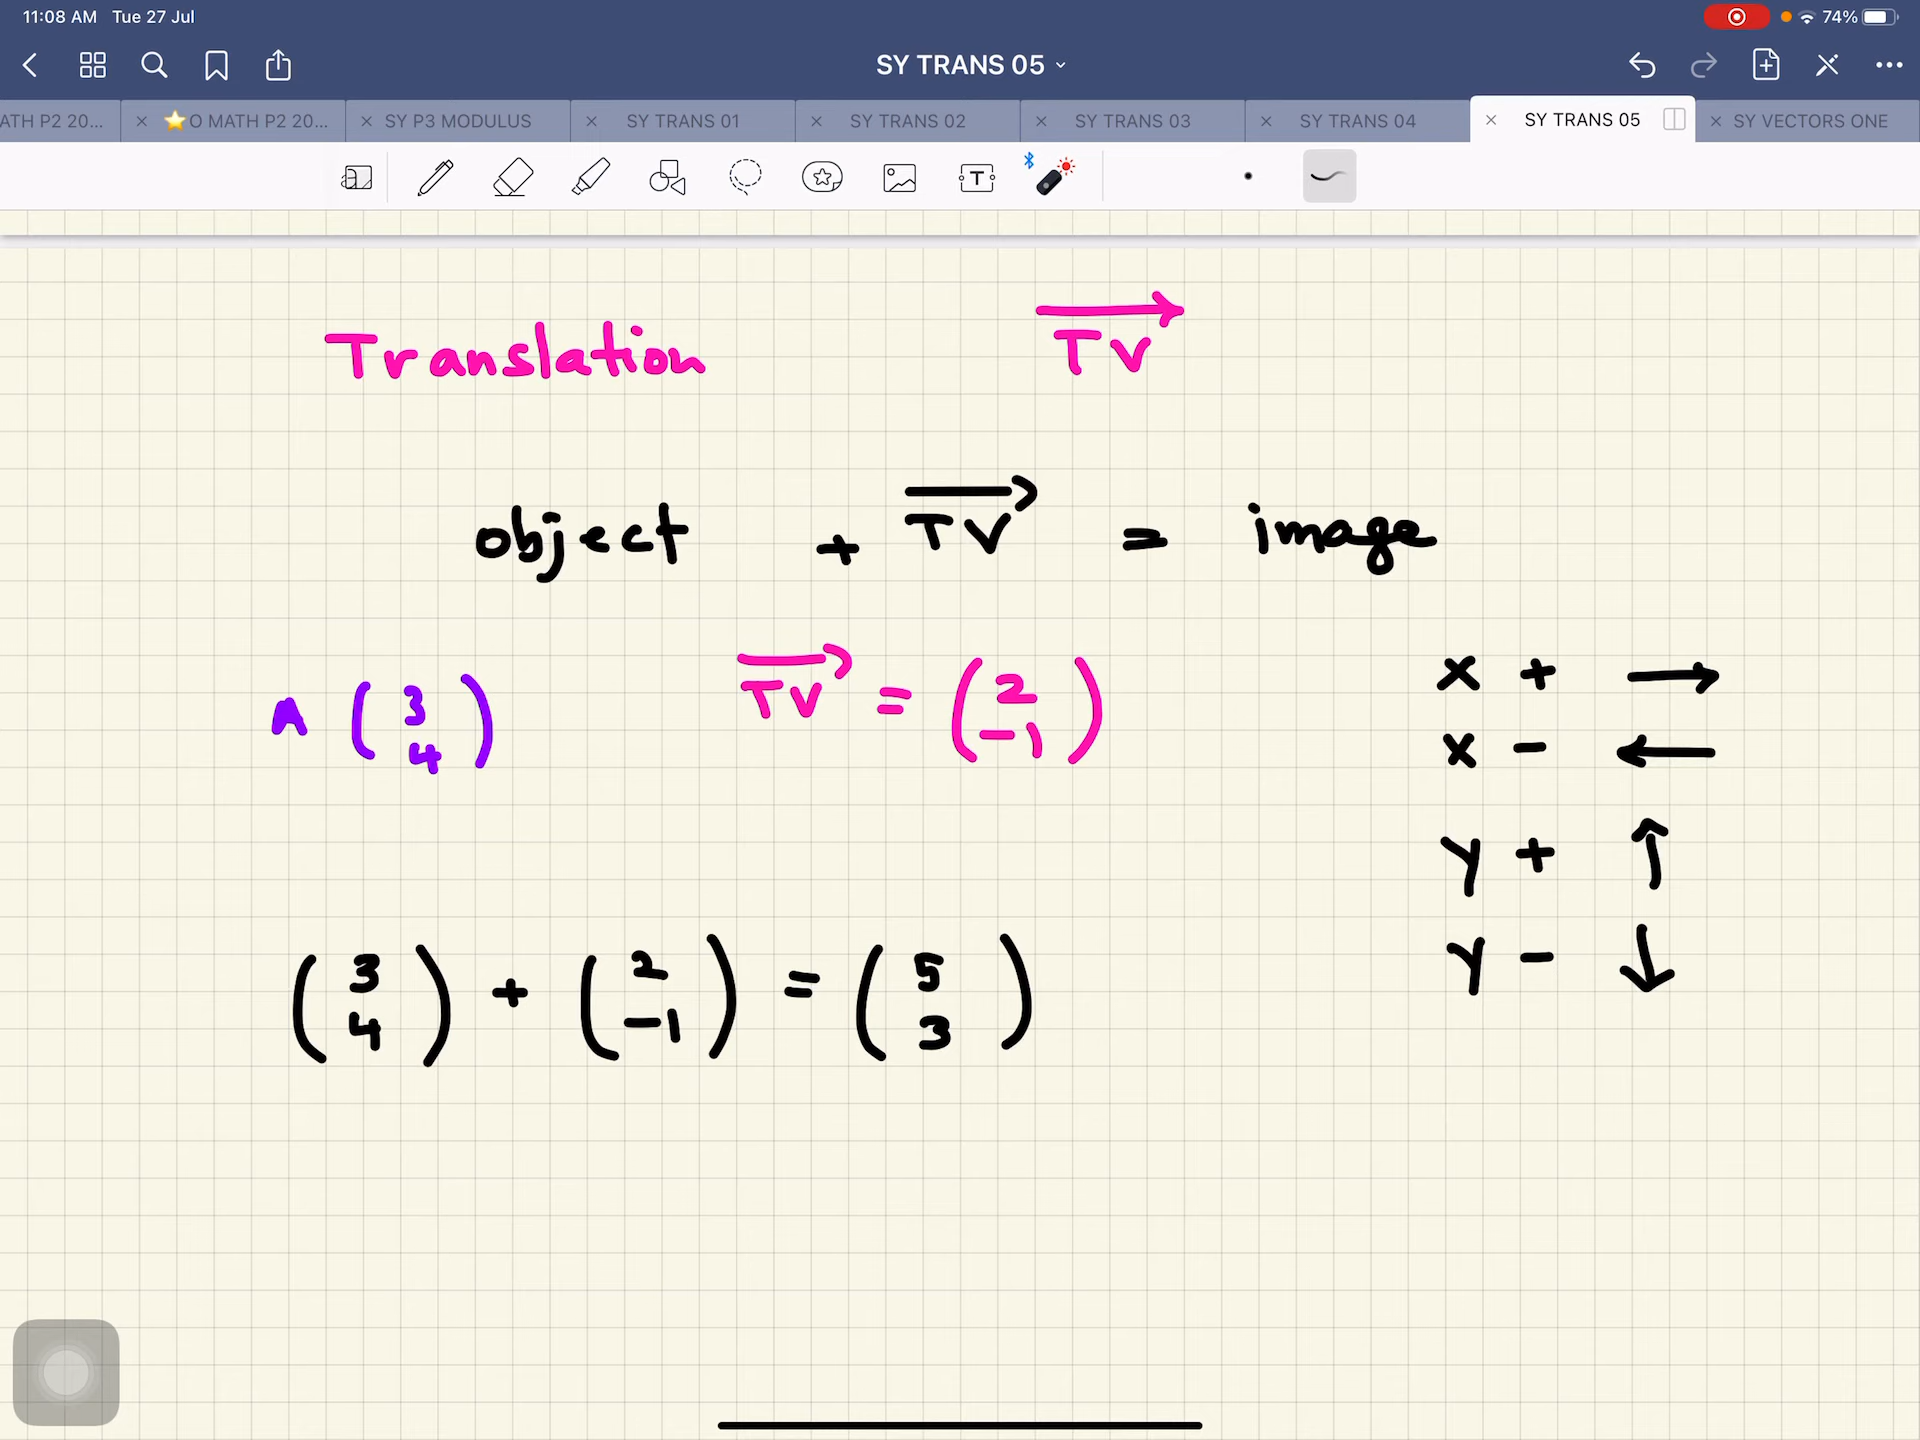 11:08 AM Tue 27 Jul 74%
SY TRANS 05
ATH P2 20... ⭐O MATH P2 20... SY P3 MODULUS SY TRANS 01 SY TRANS 02 SY TRANS 03 SY TRANS 04 SY TRANS 05 SY VECTORS ONE
Translation TV
object + TV = image
A (3 4) TV = (2 -1)
x + →
x - ←
y + ↑
y - ↓
(3 4) + (2 -1) = (5 3)